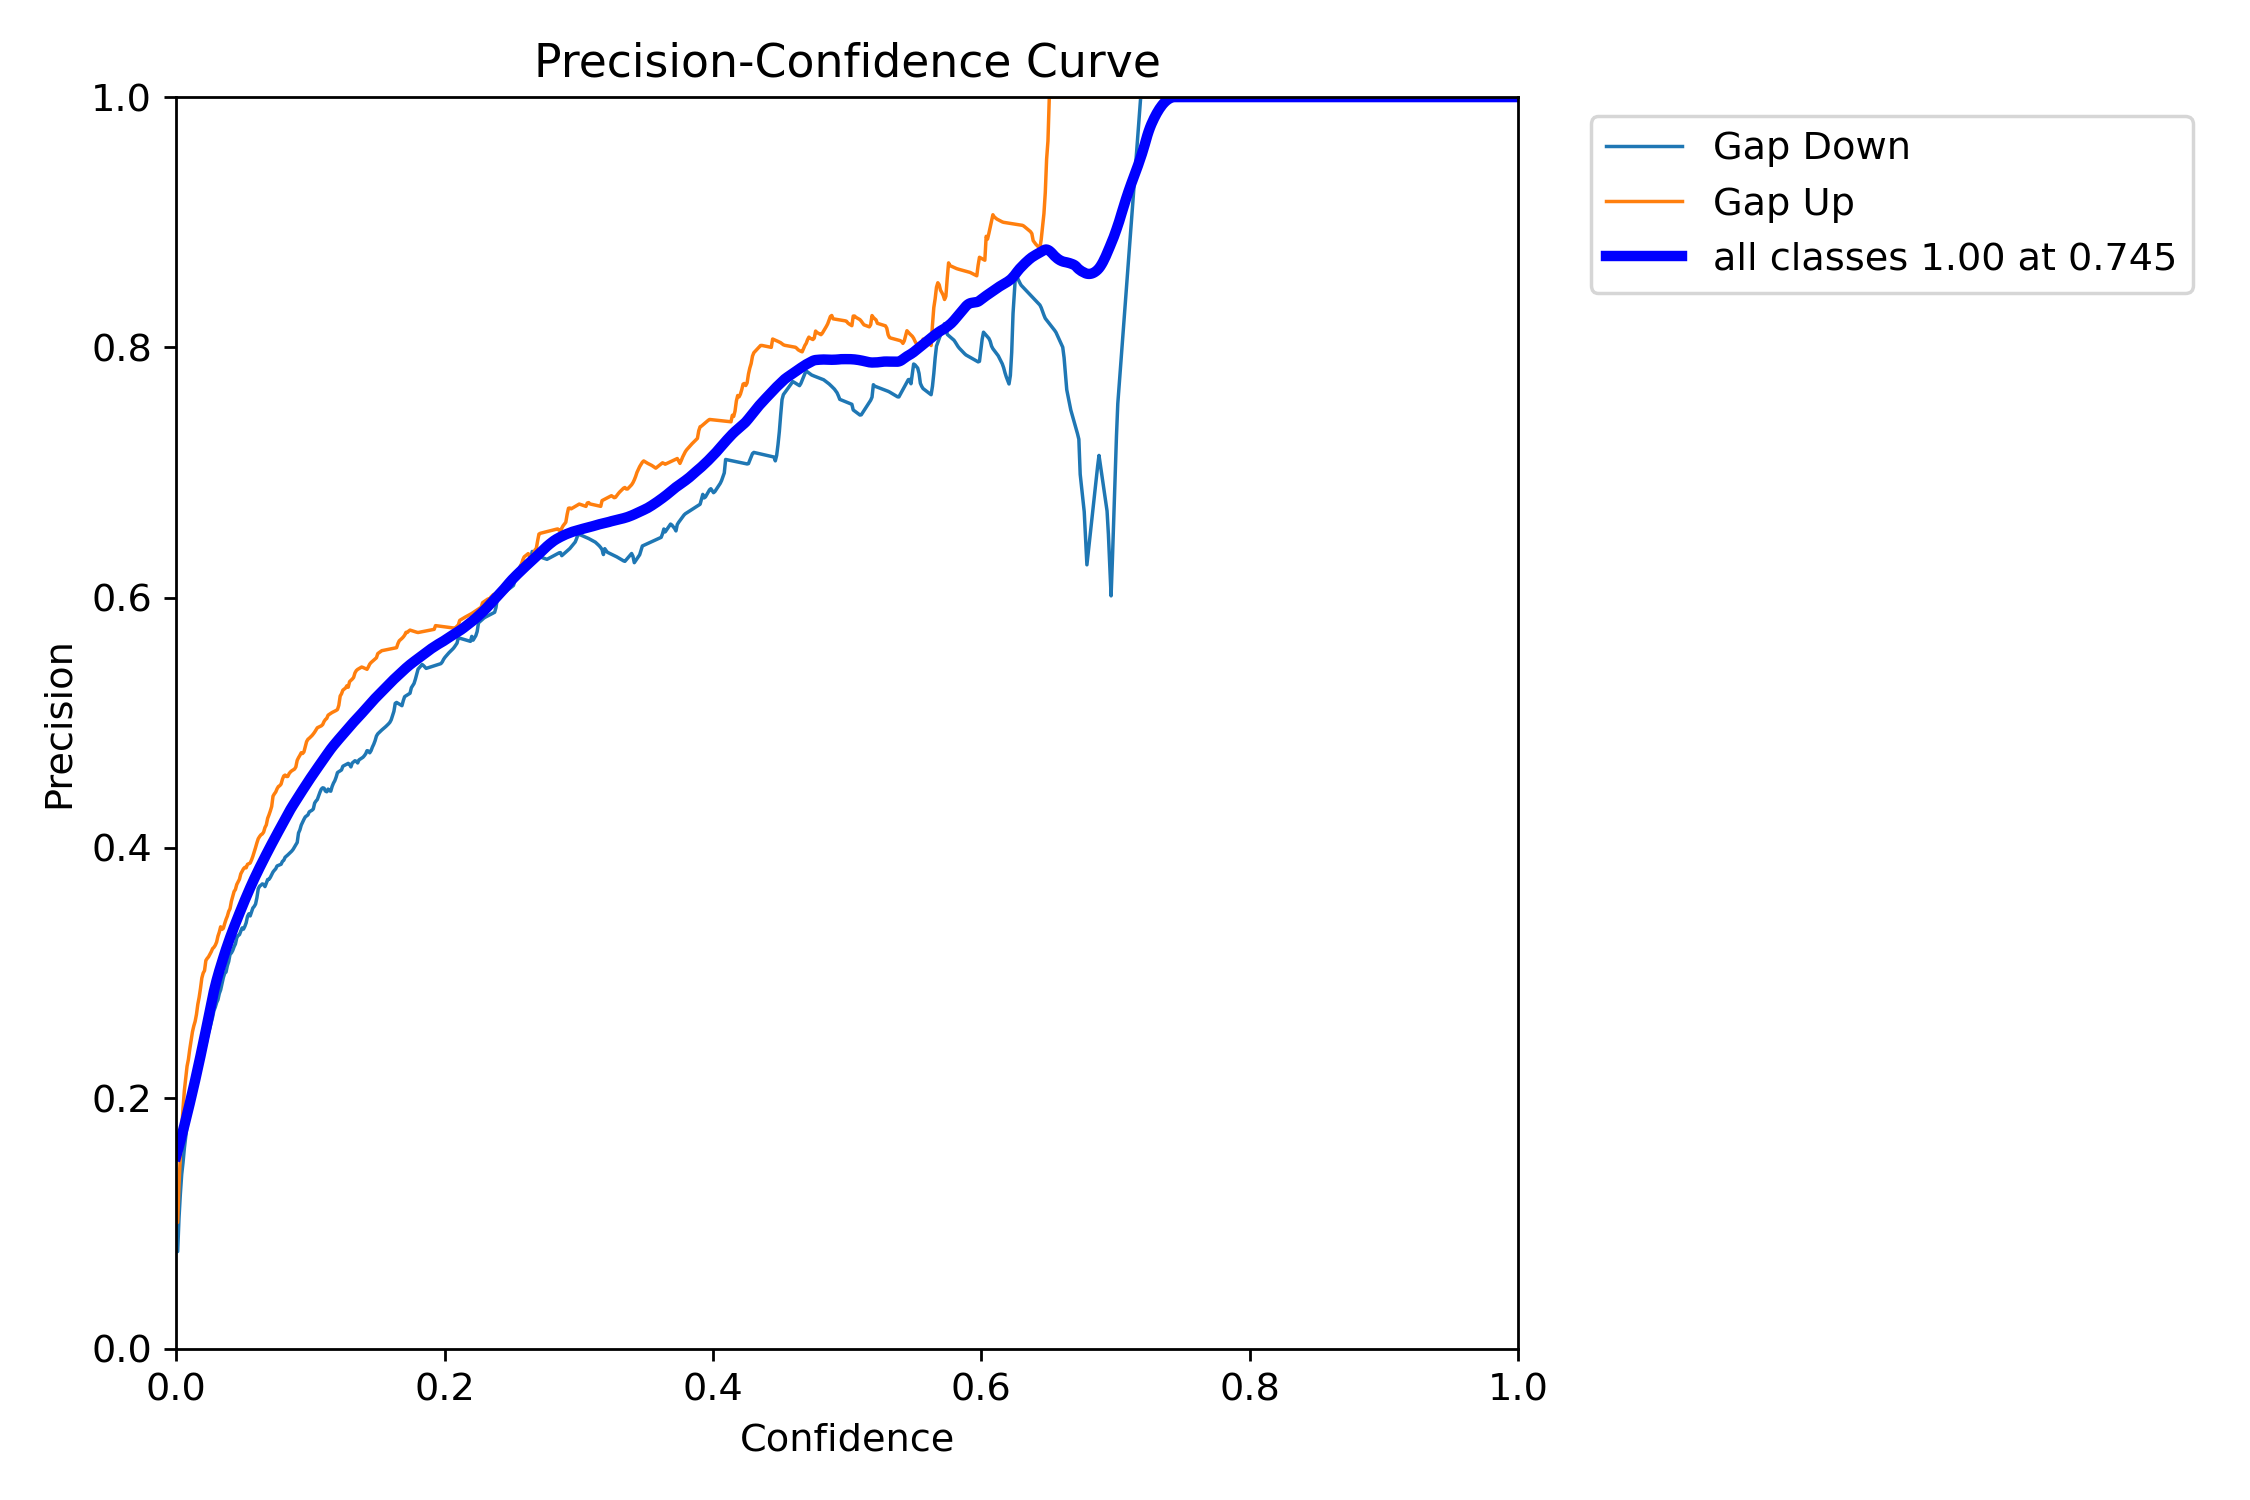 Precision-Confidence Curve
1.0
0.8
0.6
0.4
0.2
0.0
Precision
0.0 0.2 0.4 0.6 0.8 1.0
Confidence
Gap Down
Gap Up
all classes 1.00 at 0.745